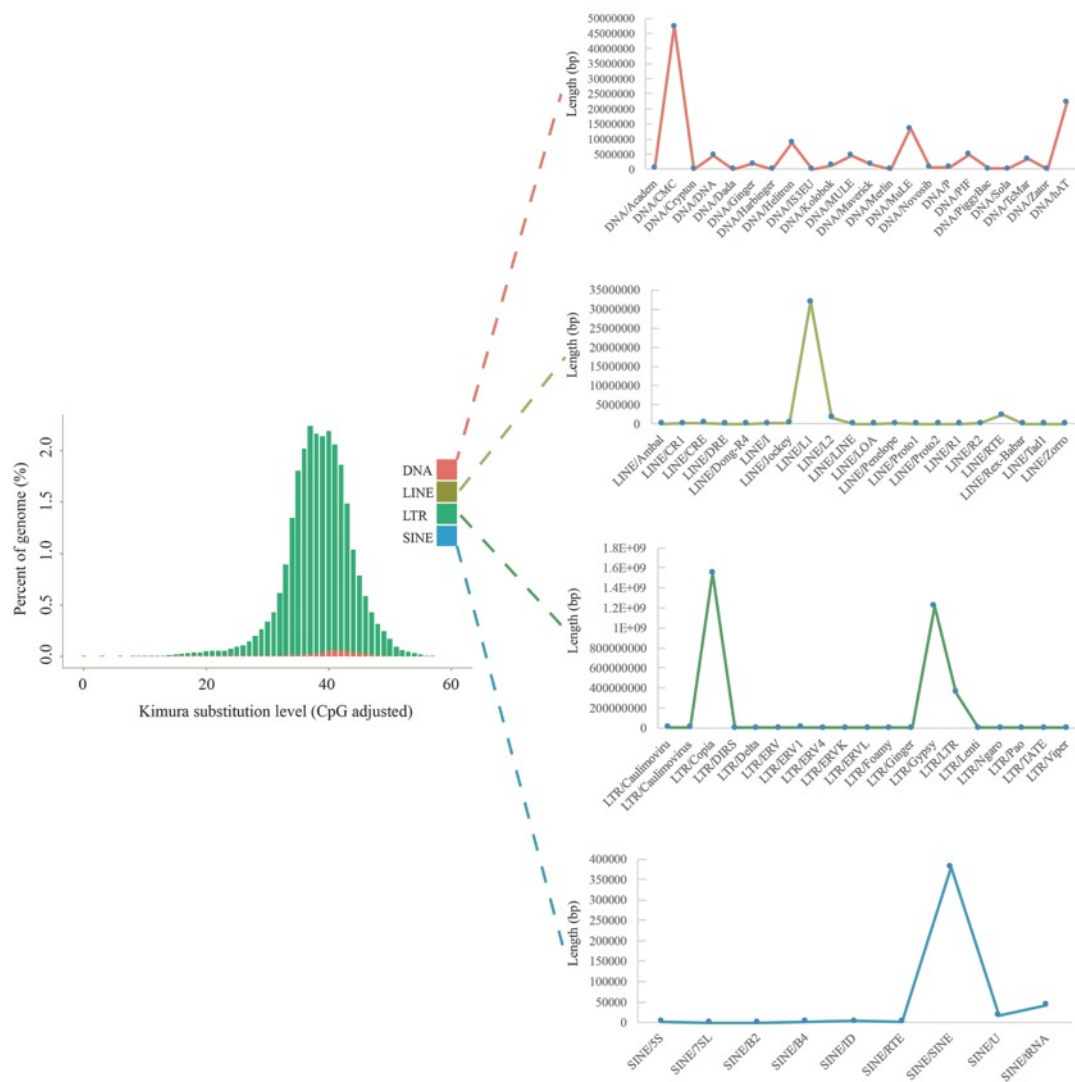 50000000
45000000
40000000
35000000
30000000
25000000
20000000
15000000
10000000
5000000
0
Length (bp)
DNA/Academ
DNA/CMC
DNA/Crypton
DNA/DNA
DNA/Dada
DNA/Ginger
DNA/Harbinger
DNA/Helitron
DNA/IS3EU
DNA/Kolobok
DNA/MULE
DNA/Maverick
DNA/Merlin
DNA/MuLE
DNA/Novosib
DNA/P
DNA/PIF
DNA/PiggyBac
DNA/Sola
DNA/TcMar
DNA/Zator
DNA/hAT
35000000
30000000
25000000
20000000
15000000
10000000
5000000
0
Length (bp)
LINE/Ambal
LINE/CR1
LINE/CRE
LINE/DRE
LINE/Dong-R4
LINE/I
LINE/Jockey
LINE/L1
LINE/L2
LINE/LINE
LINE/LOA
LINE/Penelope
LINE/Proto1
LINE/Proto2
LINE/R1
LINE/R2
LINE/RTE
LINE/Rex-Babar
LINE/Tad1
LINE/Zorro
Percent of genome (%)
2.0
1.5
1.0
0.5
0.0
0
20
40
60
Kimura substitution level (CpG adjusted)
DNA
LINE
LTR
SINE
1.8E+09
1.6E+09
1.4E+09
1.2E+09
1E+09
800000000
600000000
400000000
200000000
0
Length (bp)
LTR/Caulimoviru
LTR/Caulimovirus
LTR/Copia
LTR/DIRS
LTR/Delta
LTR/ERV
LTR/ERV1
LTR/ERV4
LTR/ERVK
LTR/ERVL
LTR/Foamy
LTR/Ginger
LTR/Gypsy
LTR/LTR
LTR/Lenti
LTR/Ngaro
LTR/Pao
LTR/TATE
LTR/Viper
400000
350000
300000
250000
200000
150000
100000
50000
0
Length (bp)
SINE/5S
SINE/7SL
SINE/B2
SINE/B4
SINE/ID
SINE/RTE
SINE/SINE
SINE/U
SINE/tRNA